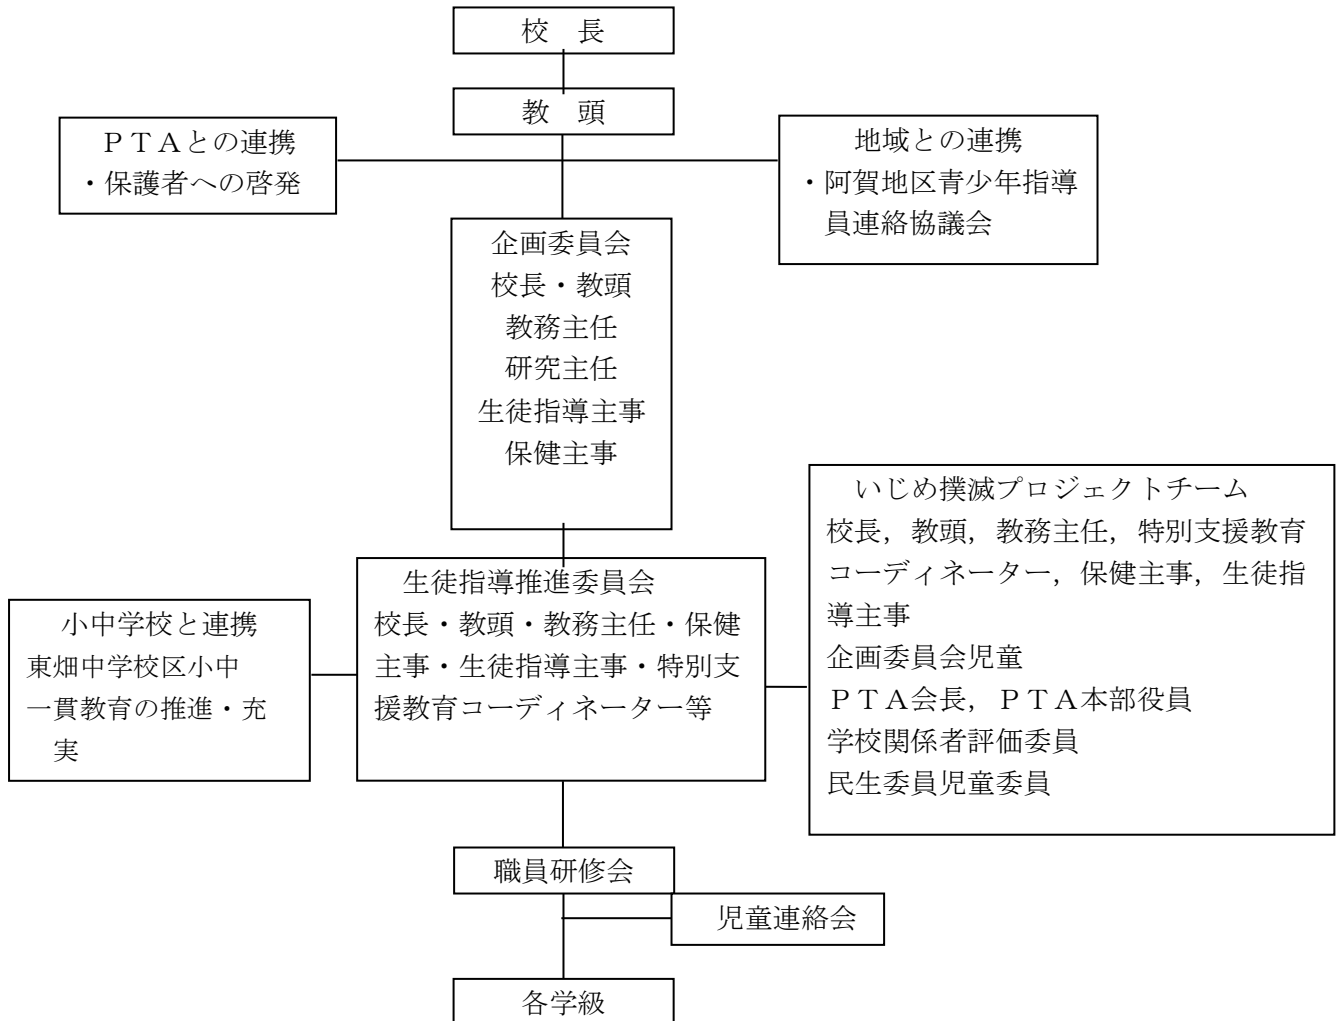 校　長
教　頭
ＰＴＡとの連携
・保護者への啓発
地域との連携
・阿賀地区青少年指導
員連絡協議会
企画委員会
校長・教頭
教務主任
研究主任
生徒指導主事
保健主事
いじめ撲滅プロジェクトチーム
校長，教頭，教務主任，特別支援教育
コーディネーター，保健主事，生徒指
導主事
企画委員会児童
ＰＴＡ会長，ＰＴＡ本部役員
学校関係者評価委員
民生委員児童委員
生徒指導推進委員会
校長・教頭・教務主任・保健
主事・生徒指導主事・特別支
援教育コーディネーター等
小中学校と連携
東畑中学校区小中
一貫教育の推進・充
実
職員研修会
児童連絡会
各学級